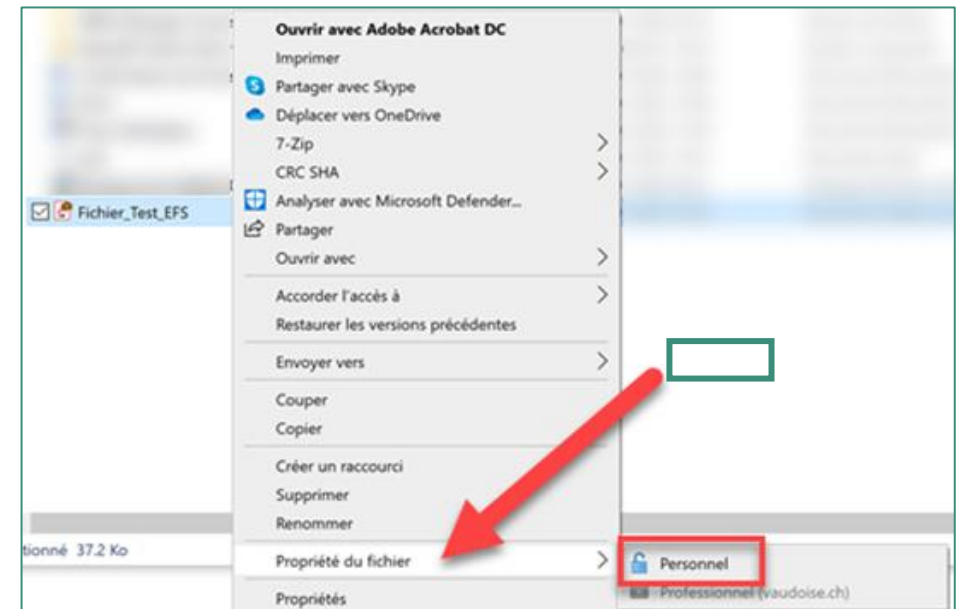 Ouvrir avec Adobe Acrobat DC
Imprimer
Partager avec Skype
Déplacer vers OneDrive
7-Zip
CRC SHA
Analyser avec Microsoft Defender...
Fichier_Test_EFS
Partager
Ouvrir avec
Accorder l'accès à
Restaurer les versions précédentes
Envoyer vers
Couper
Copier
Créer un raccourci
Supprimer
Renommer
tionné 37.2 Ko
Propriété du fichier
Personnel
Professionnel (vaudoise.ch)
Propriétés